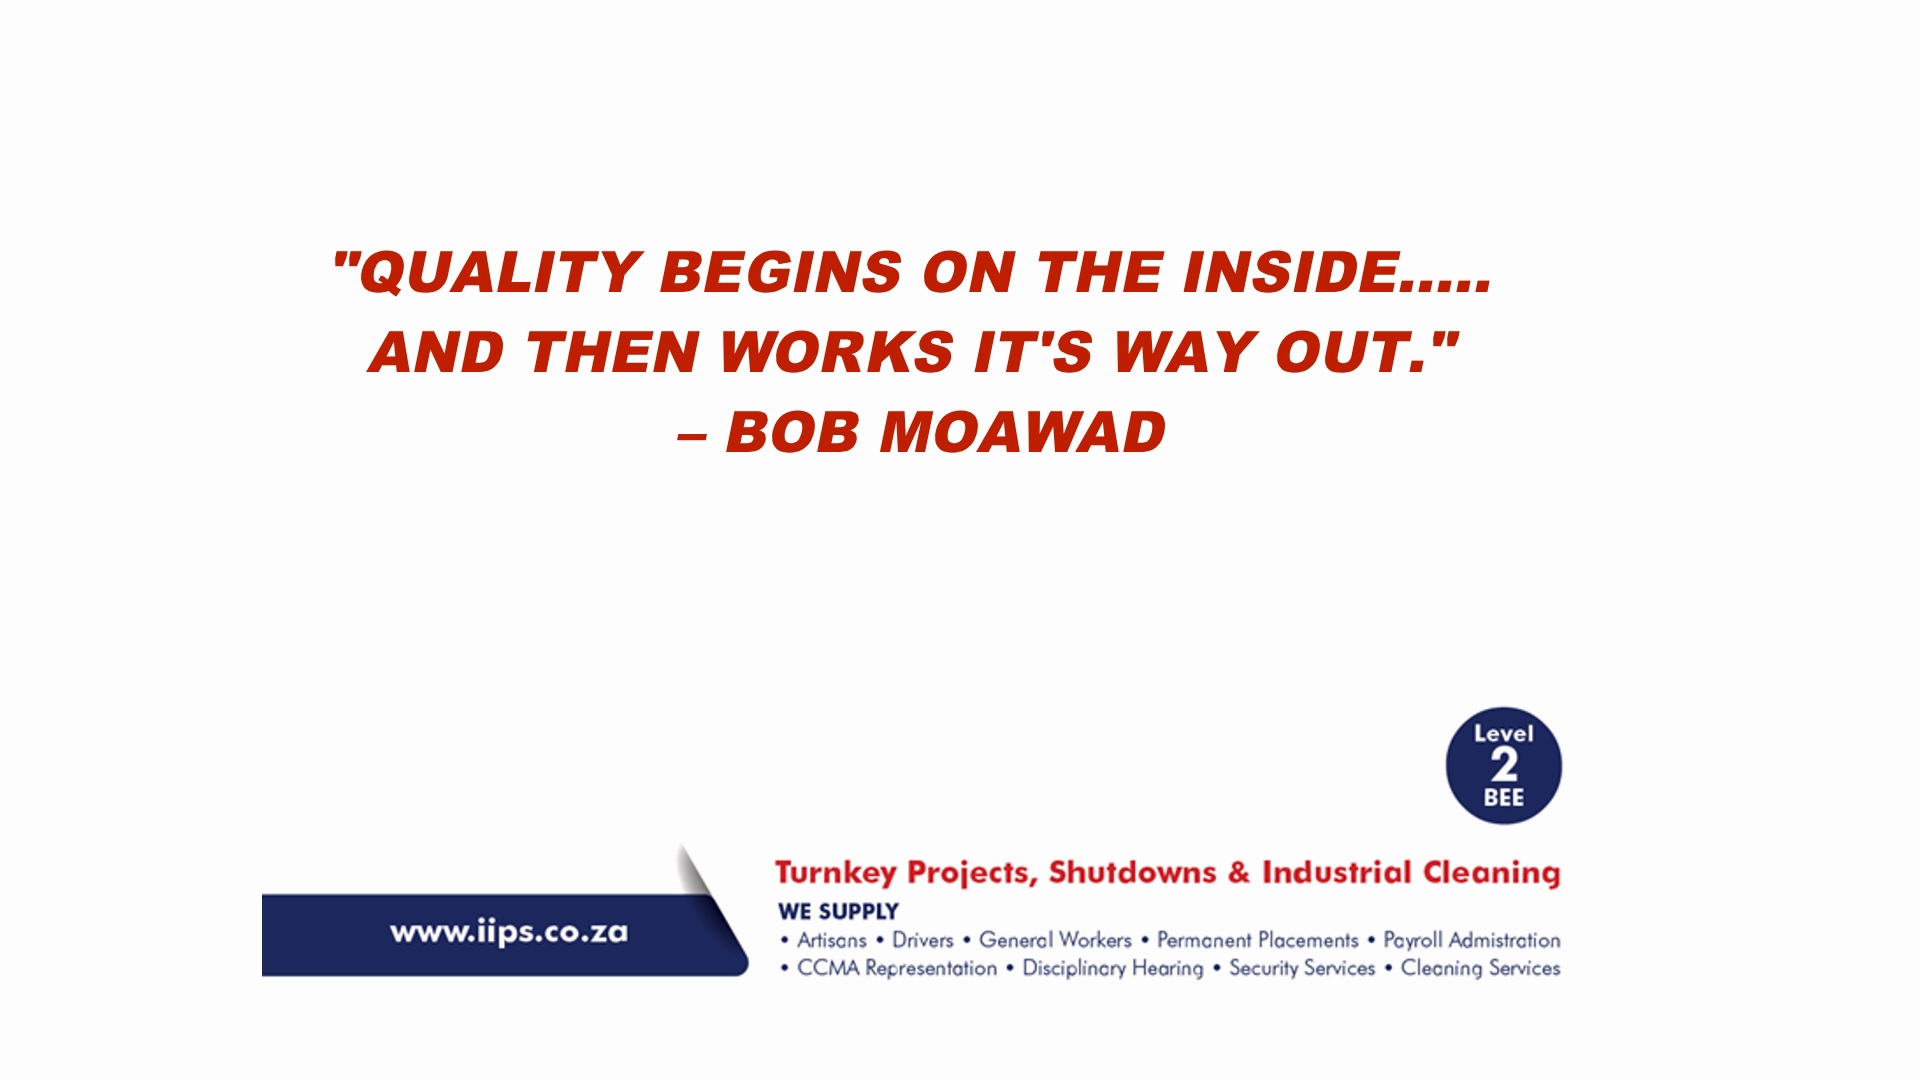 "QUALITY BEGINS ON THE INSIDE.....
AND THEN WORKS IT'S WAY OUT."
– BOB MOAWAD
Level
2
BEE
Turnkey Projects, Shutdowns & Industrial Cleaning
WE SUPPLY
• Artisans • Drivers • General Workers • Permanent Placements • Payroll Admistration
• CCMA Representation • Disciplinary Hearing • Security Services • Cleaning Services
www.iips.co.za